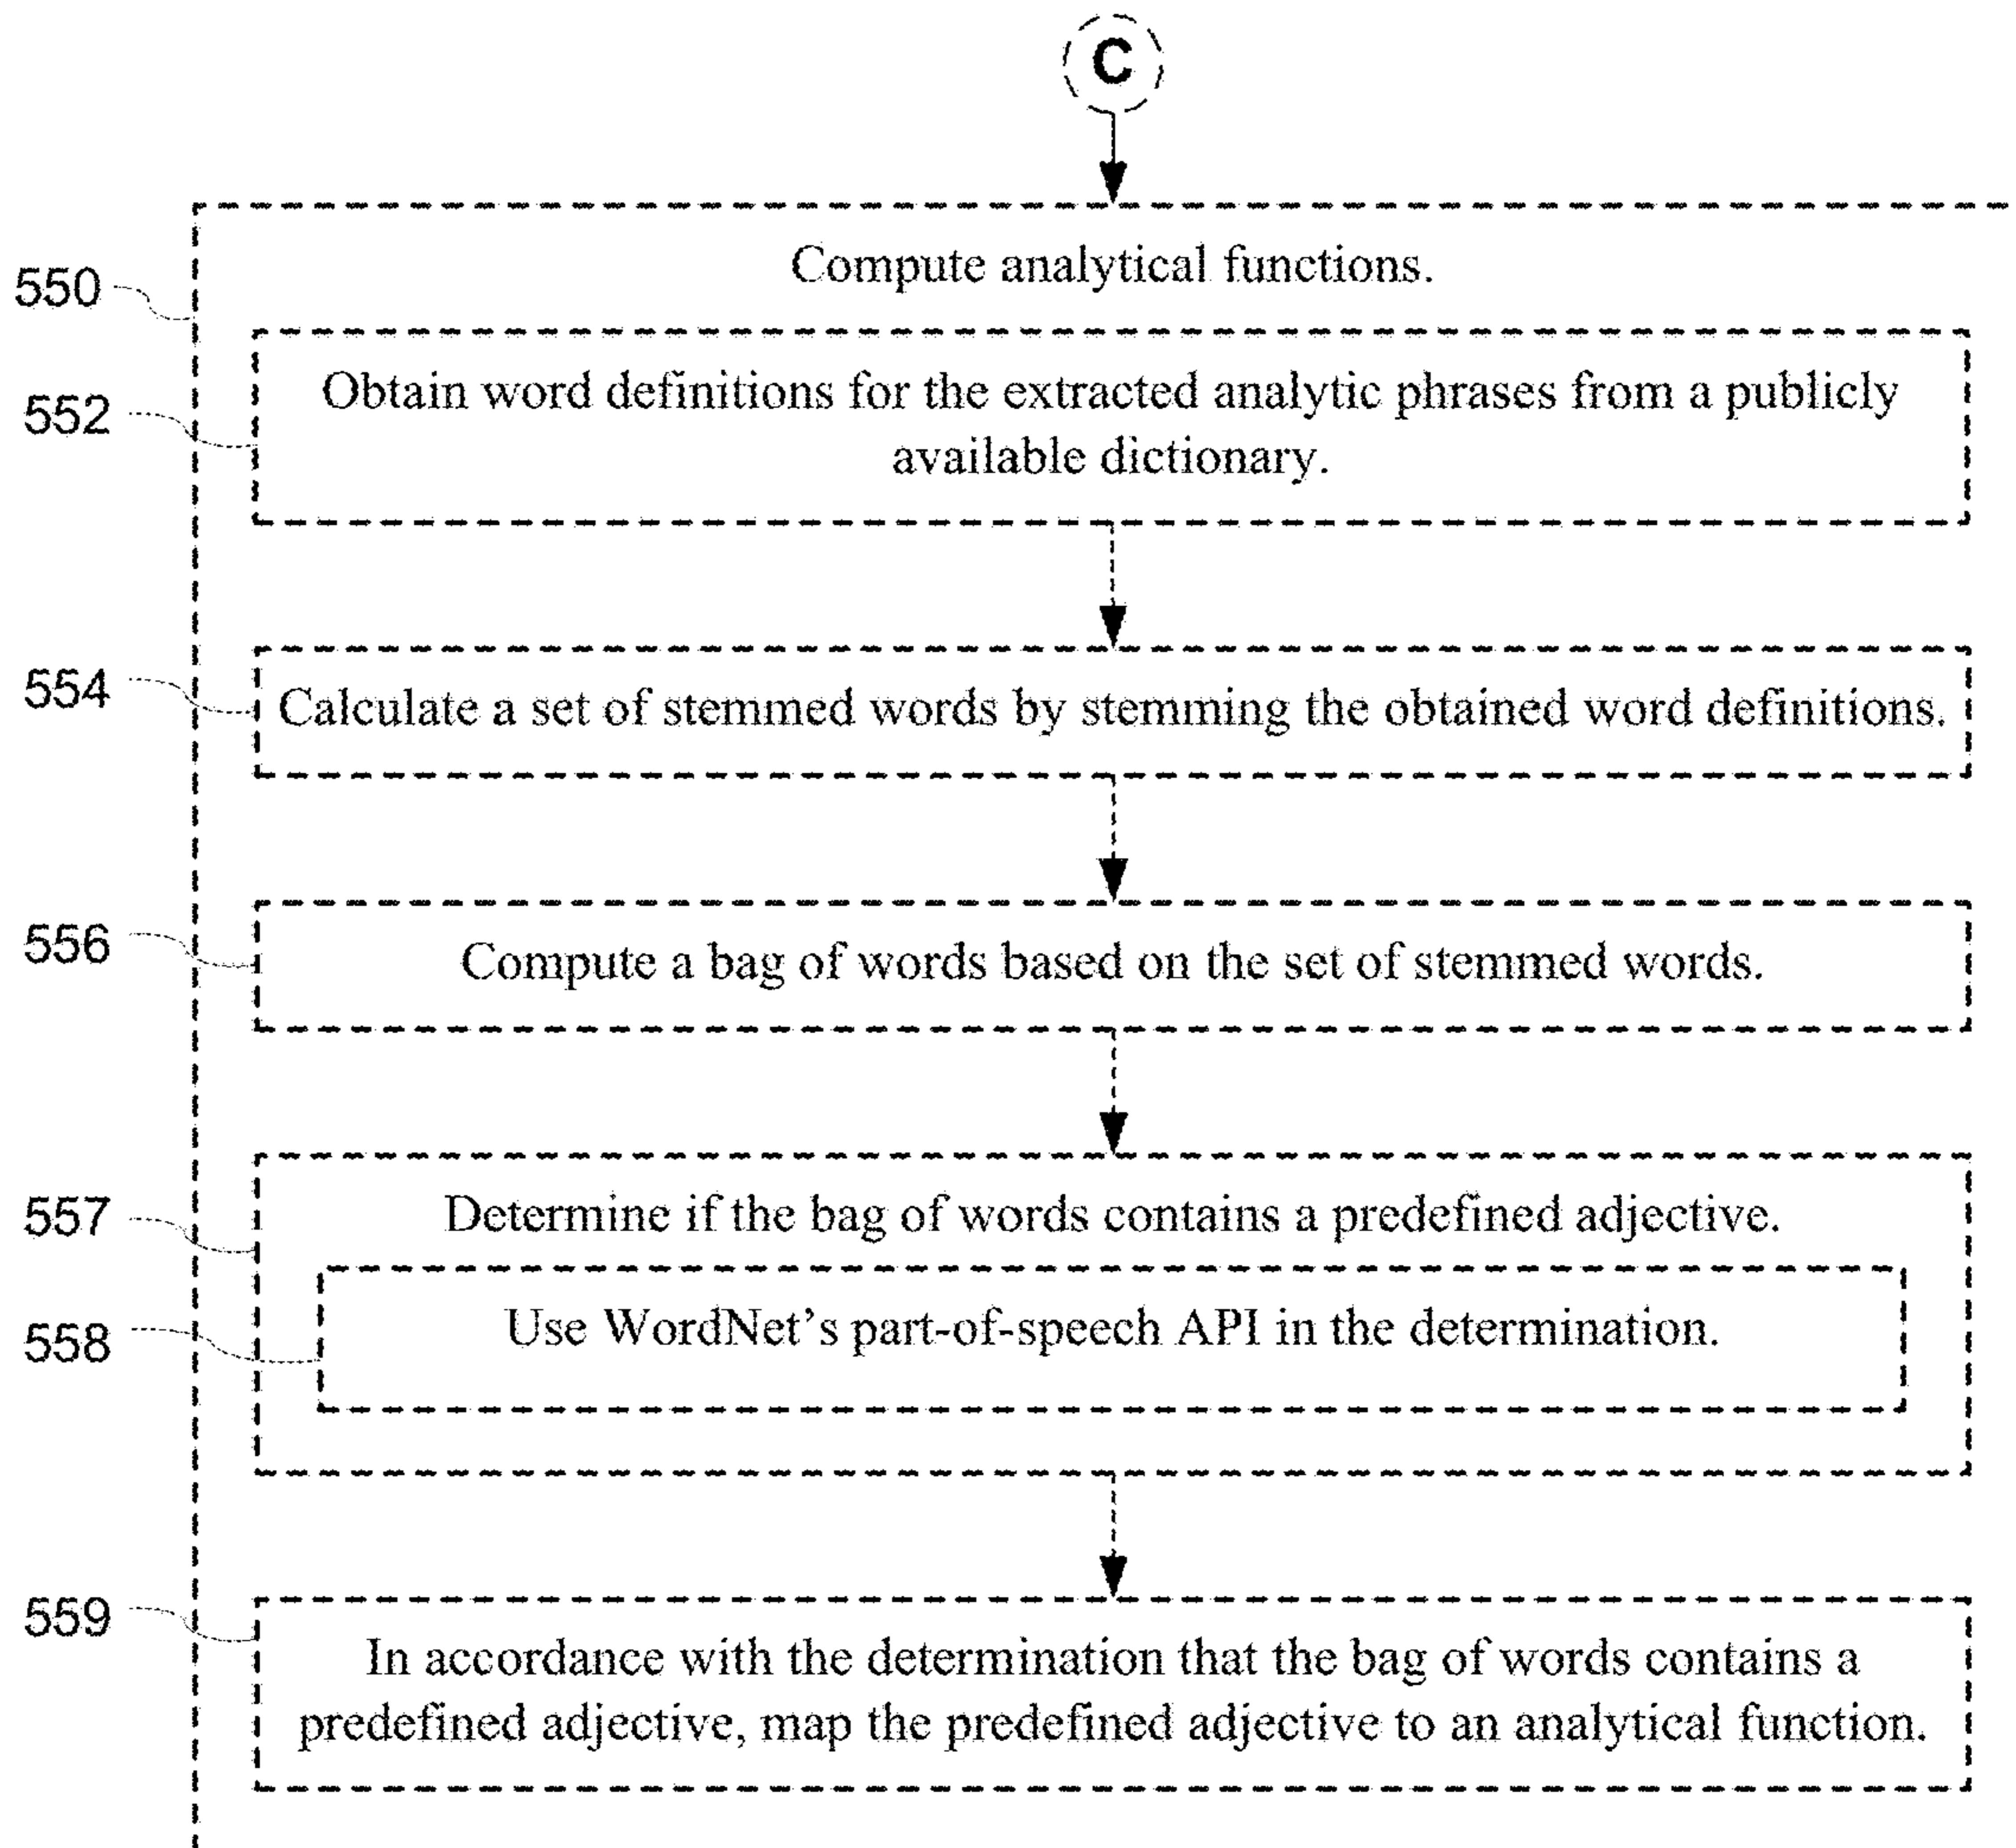 C
550
Compute analytical functions.
552
Obtain word definitions for the extracted analytic phrases from a publicly
available dictionary.
554
Calculate a set of stemmed words by stemming the obtained word definitions.
556
Compute a bag of words based on the set of stemmed words.
557
Determine if the bag of words contains a predefined adjective.
558
Use WordNet’s part-of-speech API in the determination.
559
In accordance with the determination that the bag of words contains a
predefined adjective, map the predefined adjective to an analytical function.